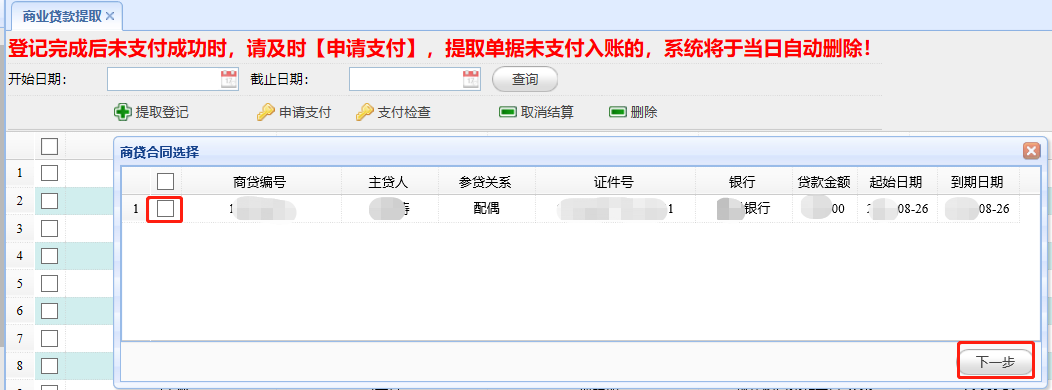 商业贷款提取
登记完成后未支付成功时，请及时【申请支付】，提取单据未支付入账的，系统将于当日自动删除！
开始日期： 截止日期： 查询
提取登记 申请支付 支付检查 取消结算 删除
商贷合同选择
商贷编号 主贷人 参贷关系 证件号 银行 贷款金额 起始日期 到期日期
1 1 配偶 1 银行 00 08-26 08-26
1
2
3
4
5
6
7
8
下一步